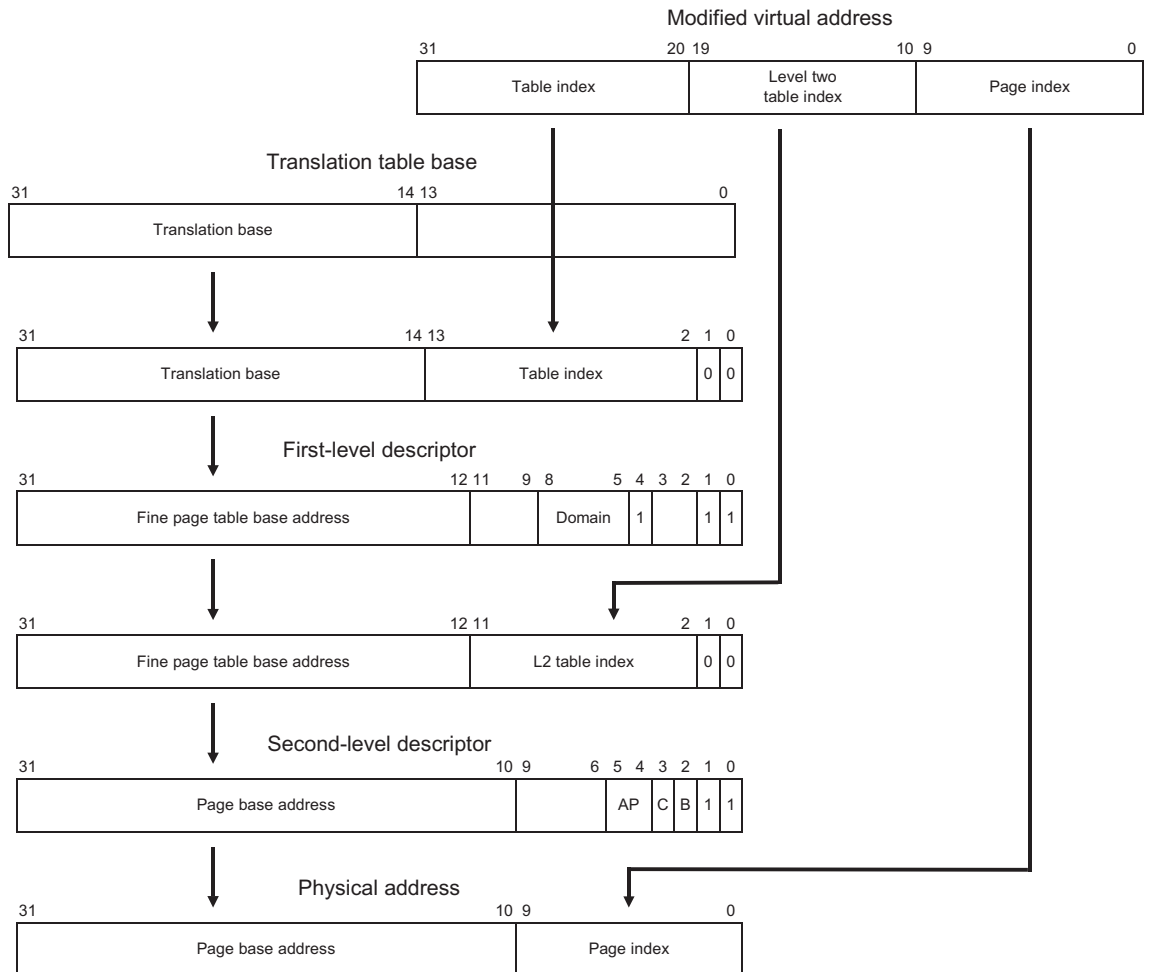 Modified virtual address
31 20 19 10 9 0
Table index
Level two
table index
Page index
Translation table base
31 14 13 0
Translation base
31 14 13 2 1 0
Translation base Table index 0 0
First-level descriptor
31 12 11 9 8 5 4 3 2 1 0
Fine page table base address Domain 1 1 1
31 12 11 2 1 0
Fine page table base address L2 table index 0 0
Second-level descriptor
31 10 9 6 5 4 3 2 1 0
Page base address AP C B 1 1
Physical address
31 10 9 0
Page base address Page index